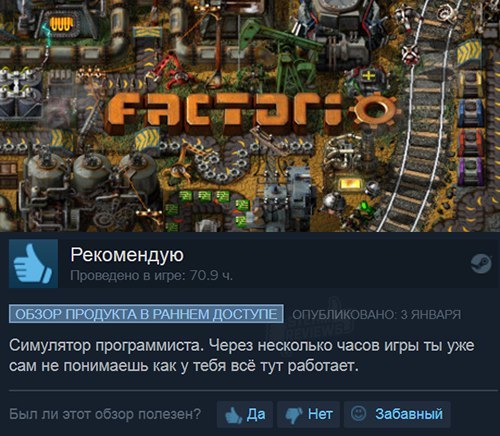 FACTORIO
Рекомендую
Проведено в игре: 70.9 ч.
ОБЗОР ПРОДУКТА В РАННЕМ ДОСТУПЕ ОПУБЛИКОВАНО: 3 ЯНВАРЯ
Симулятор программиста. Через несколько часов игры ты уже
сам не понимаешь как у тебя всё тут работает.
Был ли этот обзор полезен? Да Нет Забавный